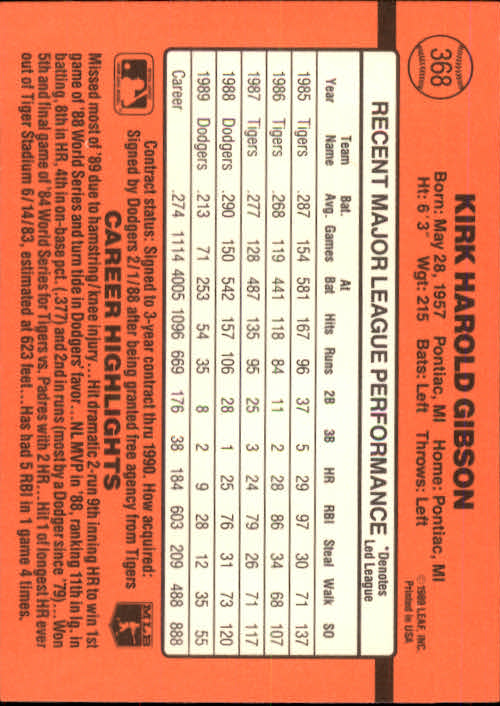 368
KIRK HAROLD GIBSON
Born: May 28, 1957 Pontiac, MI Home: Pontiac, MI
Ht: 6'3" Wgt: 215 Bats: Left Throws: Left
© 1989 LEAF, INC.
Printed in USA
RECENT MAJOR LEAGUE PERFORMANCE *Denotes
Led League
Year Team Name Bat. Avg. Games At Bat Hits Runs 2B 3B HR RBI Steal Walk SO
1985 Tigers .287 154 581 167 96 37 5 29 97 30 71 137
1986 Tigers .268 119 441 118 84 11 2 28 86 34 68 107
1987 Tigers .277 128 487 135 95 25 3 24 79 26 71 117
1988 Dodgers .290 150 542 157 106 28 1 25 76 31 73 120
1989 Dodgers .213 71 253 54 35 8 2 9 28 12 35 55
Career .274 1114 4005 1096 669 176 38 184 603 209 488 888
Contract status: Signed to 3-year contract thru 1990. How acquired:
Signed by Dodgers 2/1/88 after being granted free agency from Tigers
CAREER HIGHLIGHTS
MLB
Missed most of '89 due to hamstring/knee injury...Hit dramatic 2-run 9th inning HR to win 1st
game of '88 World Series and turn tides in Dodgers' favor...NL MVP in '88, ranking 11th in lg. in
batting, 8th in HR, 4th in on-base pct. (.377) and 2nd in runs (most by a Dodger since '79)...Won
5th and final game of '84 World Series for Tigers vs. Padres with 2 HR...Hit 1 of longest HR ever
out of Tiger Stadium 6/14/83, estimated at 623 feet...Has had 5 RBI in 1 game 4 times.